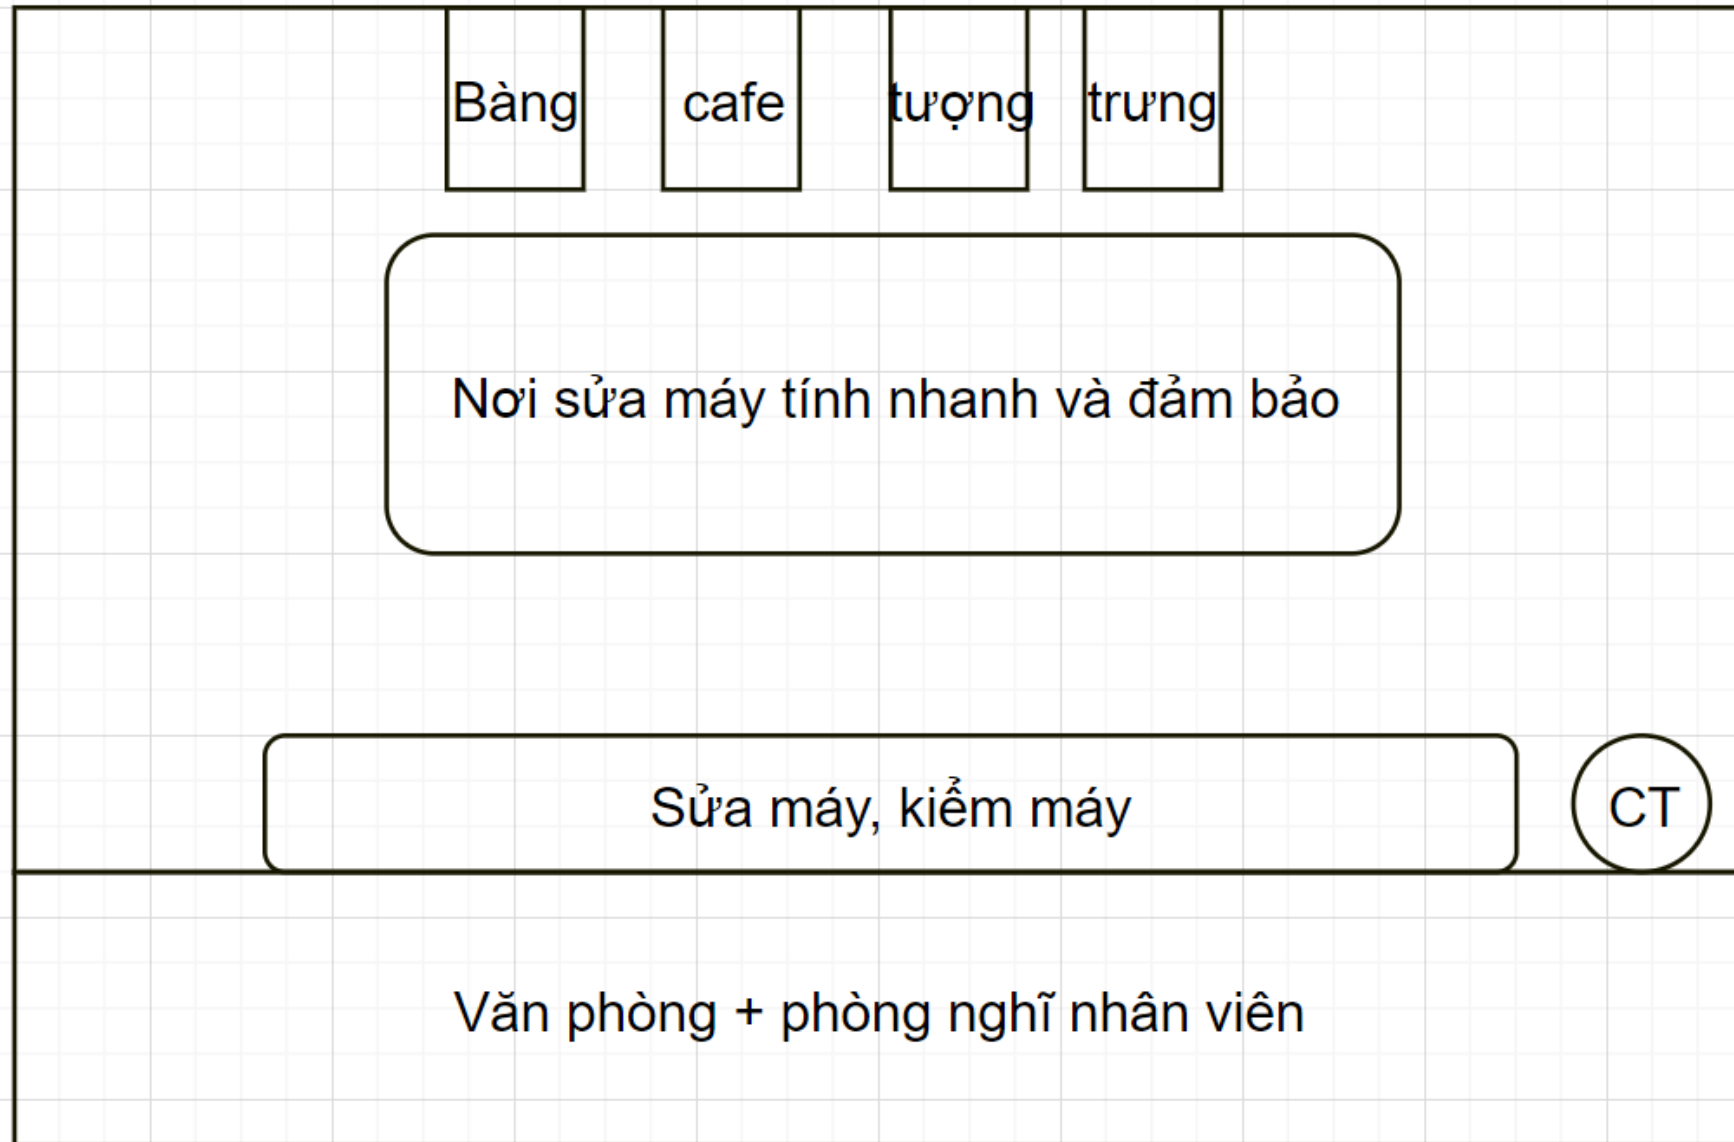 Bàng cafe tượng trưng
Nơi sửa máy tính nhanh và đảm bảo
Sửa máy, kiểm máy
CT
Văn phòng + phòng nghĩ nhân viên